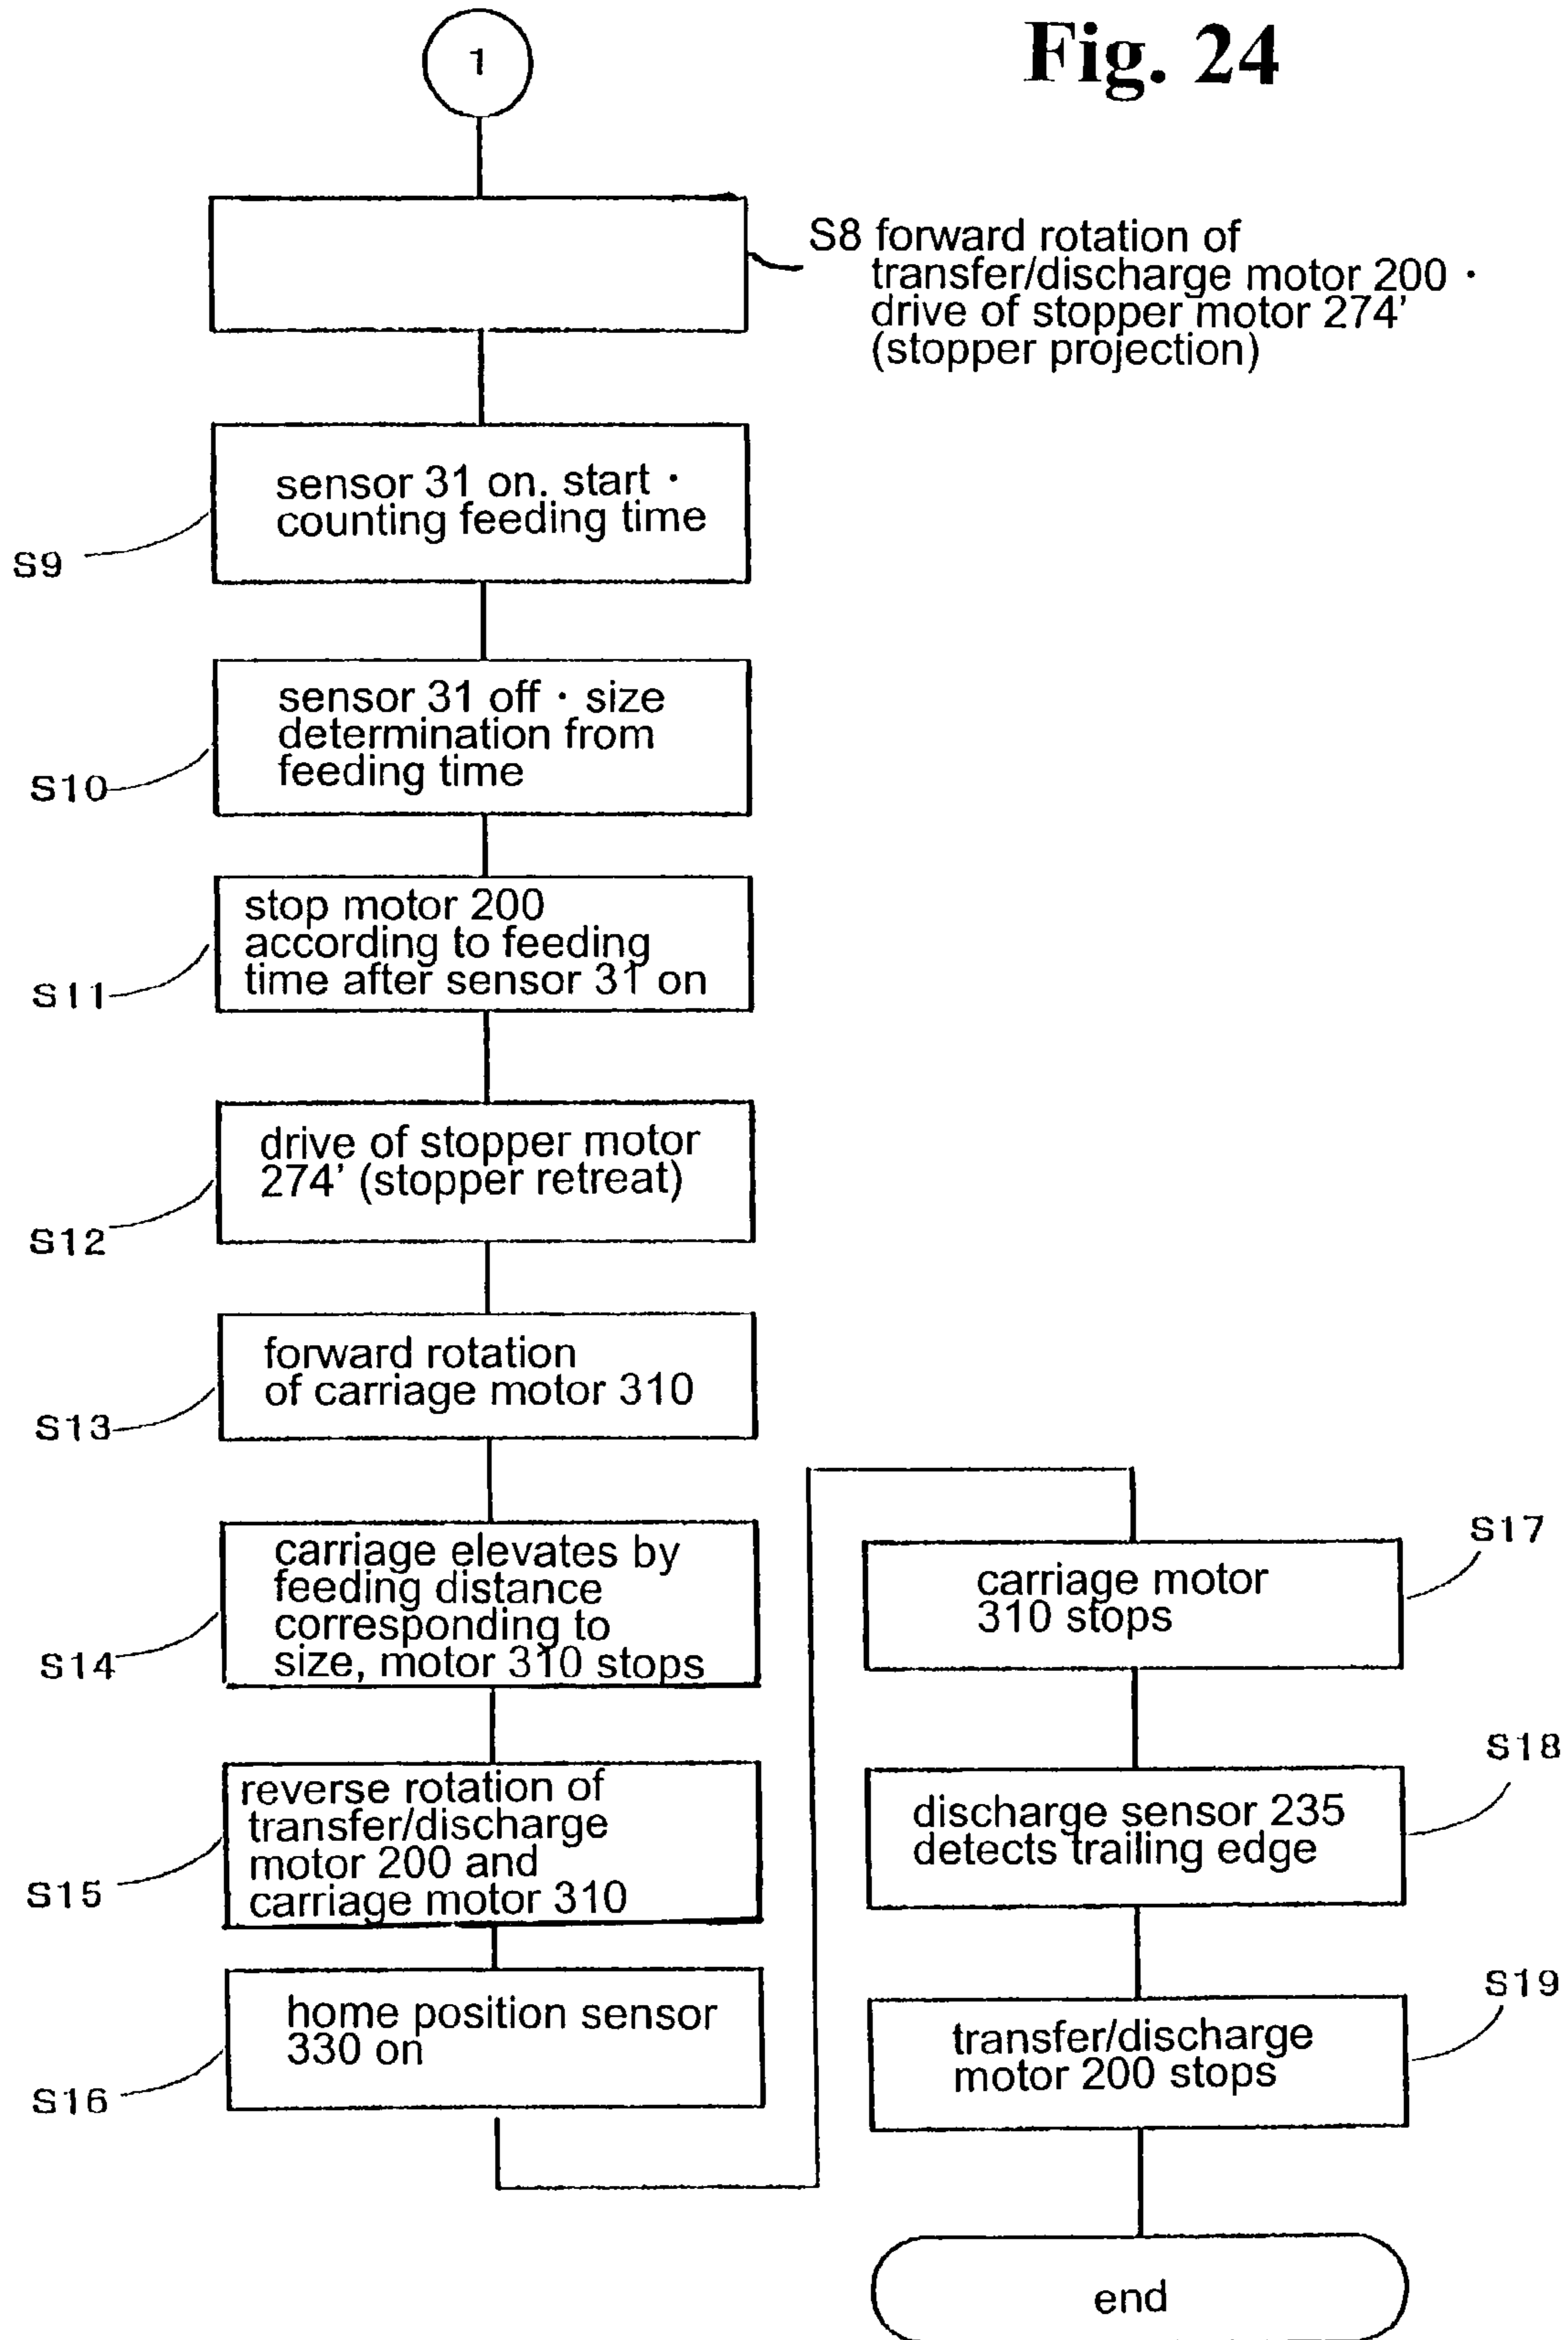 Fig. 24
1
S8 forward rotation of
transfer/discharge motor 200 ·
drive of stopper motor 274'
(stopper projection)
sensor 31 on. start ·
counting feeding time
S9
sensor 31 off · size
determination from
feeding time
S10
stop motor 200
according to feeding
time after sensor 31 on
S11
drive of stopper motor
274' (stopper retreat)
S12
forward rotation
of carriage motor 310
S13
carriage elevates by
feeding distance
corresponding to
size, motor 310 stops
S14
reverse rotation of
transfer/discharge
motor 200 and
carriage motor 310
S15
home position sensor
330 on
S16
S17
carriage motor
310 stops
S18
discharge sensor 235
detects trailing edge
S19
transfer/discharge
motor 200 stops
end